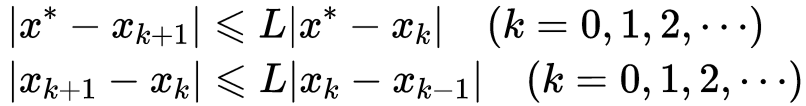 |x* − x_{k+1}| ⩽ L|x* − x_k| (k = 0, 1, 2, ⋯)
|x_{k+1} − x_k| ⩽ L|x_k − x_{k−1}| (k = 0, 1, 2, ⋯)